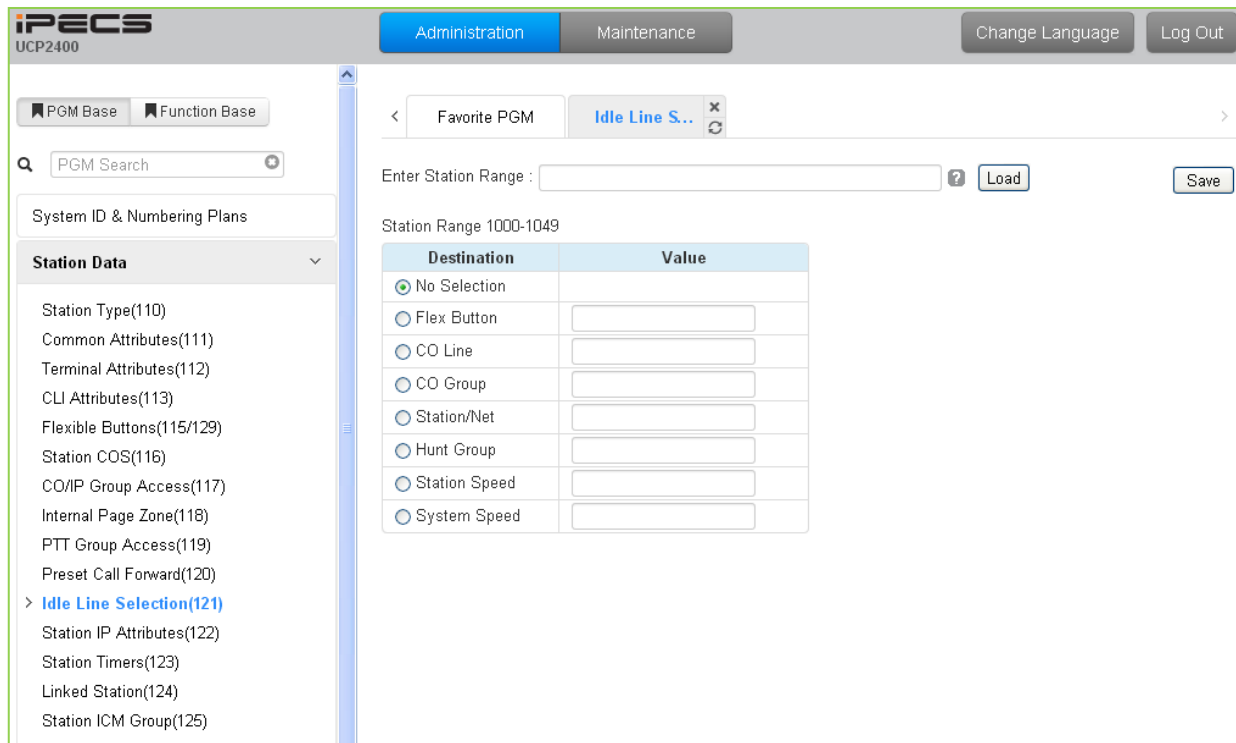 iPECS
UCP2400
Administration
Maintenance
Change Language
Log Out
PGM Base
Function Base
PGM Search
System ID & Numbering Plans
Station Data
Station Type(110)
Common Attributes(111)
Terminal Attributes(112)
CLI Attributes(113)
Flexible Buttons(115/129)
Station COS(116)
CO/IP Group Access(117)
Internal Page Zone(118)
PTT Group Access(119)
Preset Call Forward(120)
> Idle Line Selection(121)
Station IP Attributes(122)
Station Timers(123)
Linked Station(124)
Station ICM Group(125)
< Favorite PGM Idle Line S... >
Enter Station Range : ? Load Save
Station Range 1000-1049
Destination Value
No Selection
Flex Button
CO Line
CO Group
Station/Net
Hunt Group
Station Speed
System Speed